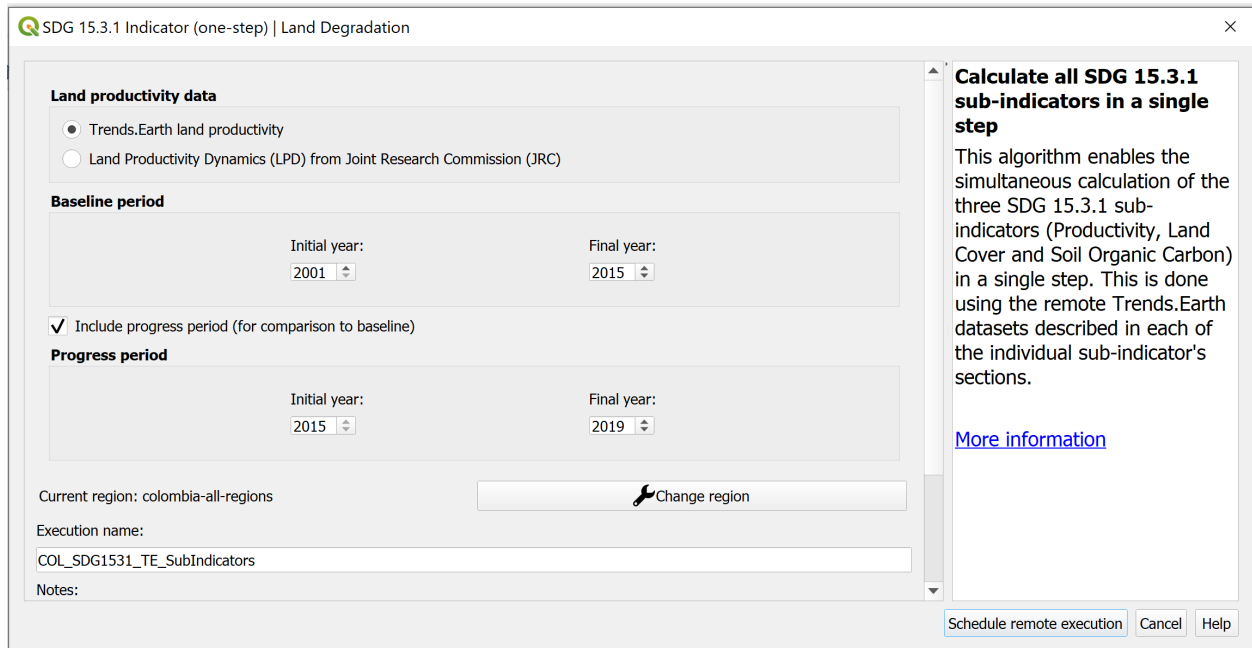 SDG 15.3.1 Indicator (one-step) | Land Degradation
Land productivity data
Trends.Earth land productivity
Land Productivity Dynamics (LPD) from Joint Research Commission (JRC)
Baseline period
Initial year: Final year:
2001 2015
Include progress period (for comparison to baseline)
Progress period
Initial year: Final year:
2015 2019
Current region: colombia-all-regions Change region
Execution name:
COL_SDG1531_TE_SubIndicators
Notes:
Calculate all SDG 15.3.1
sub-indicators in a single
step
This algorithm enables the
simultaneous calculation of the
three SDG 15.3.1 sub-
indicators (Productivity, Land
Cover and Soil Organic Carbon)
in a single step. This is done
using the remote Trends.Earth
datasets described in each of
the individual sub-indicator's
sections.
More information
Schedule remote execution Cancel Help